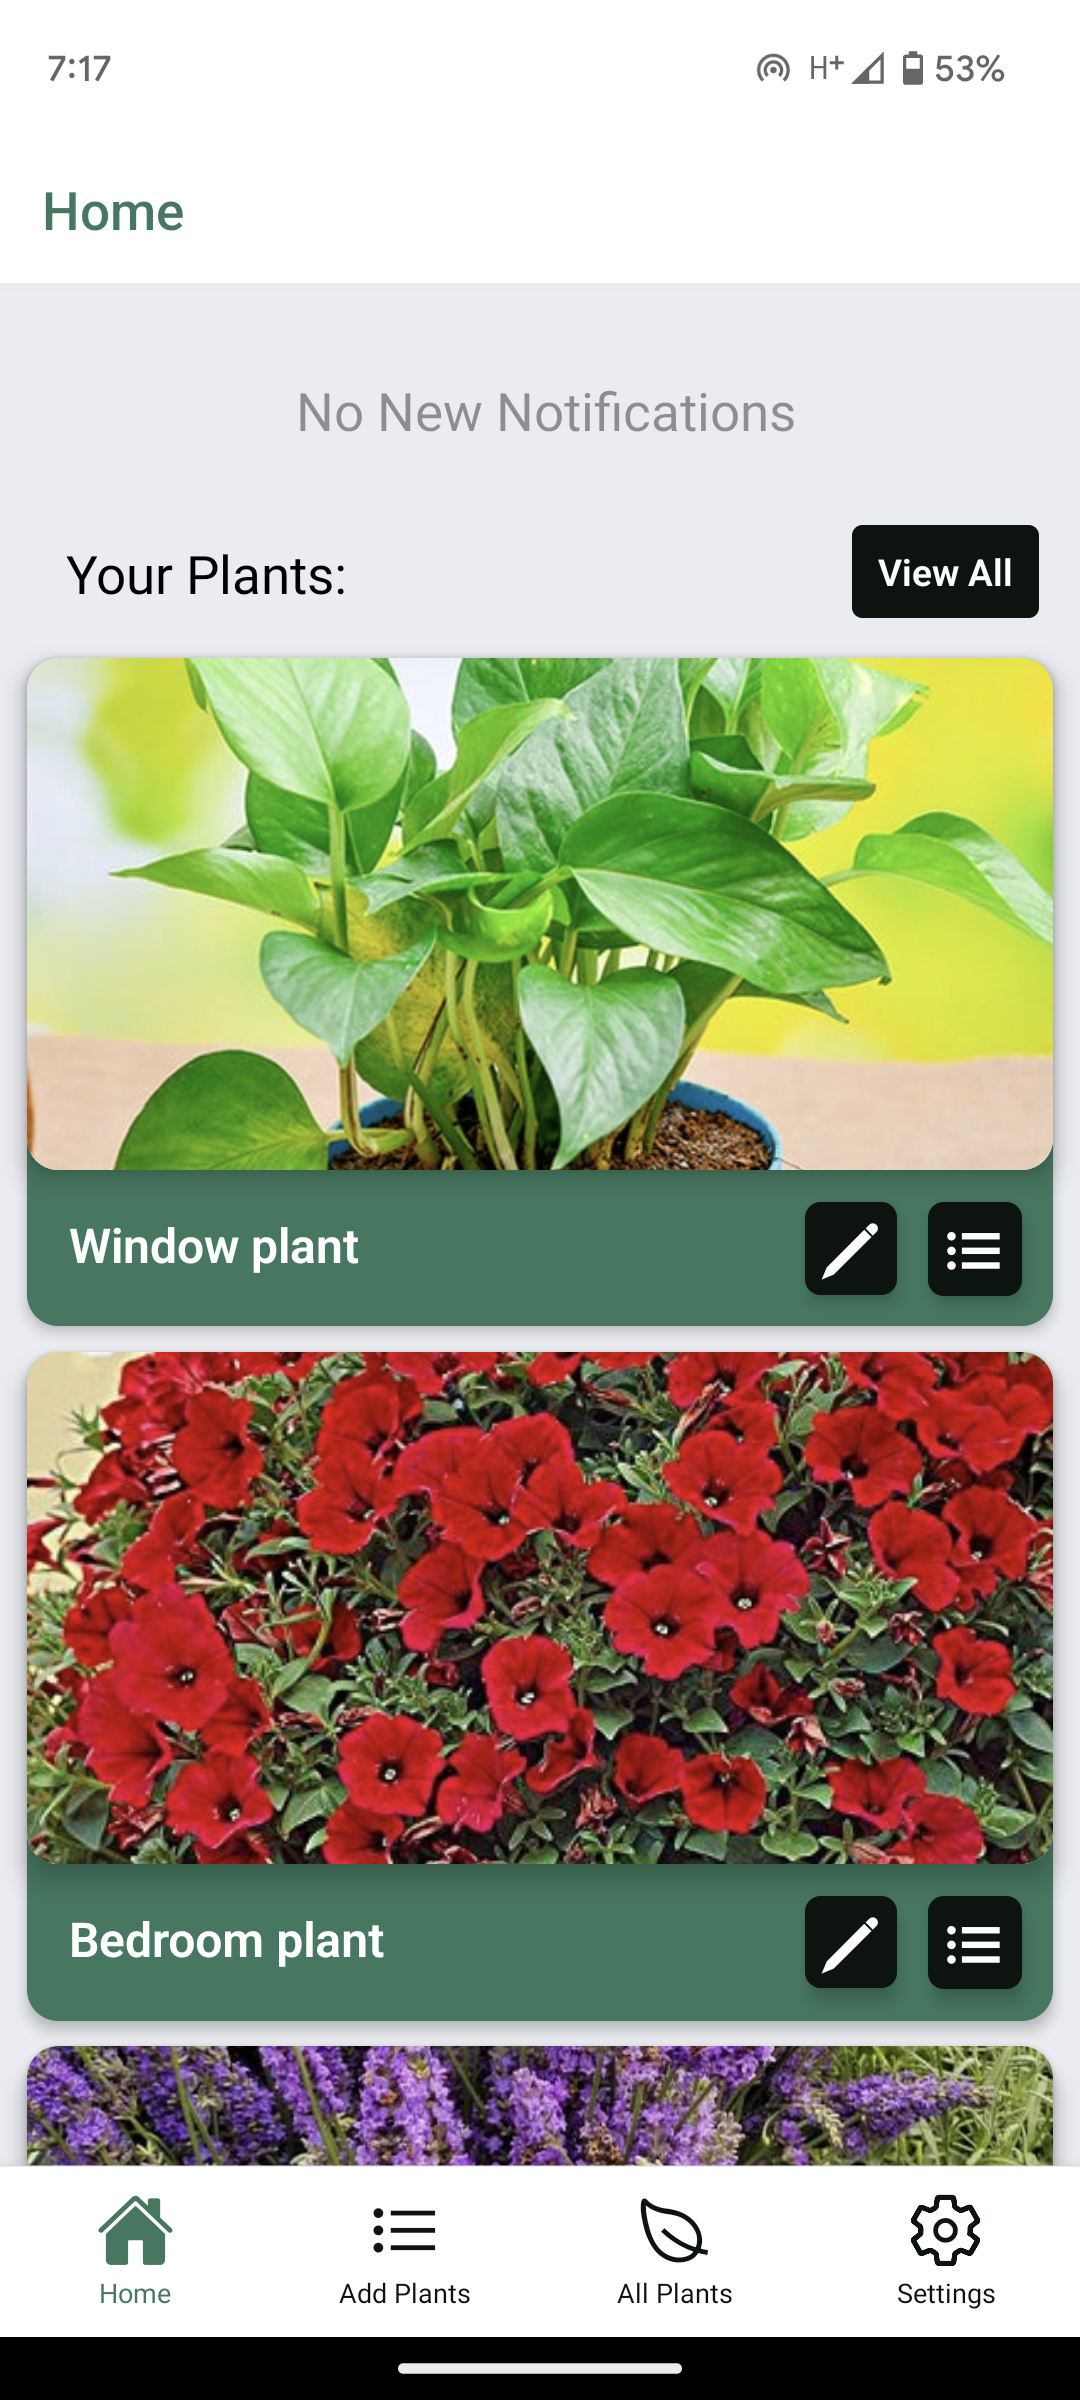 7:17
H+ 53%
Home
No New Notifications
Your Plants:
View All
Window plant
Bedroom plant
Home
Add Plants
All Plants
Settings